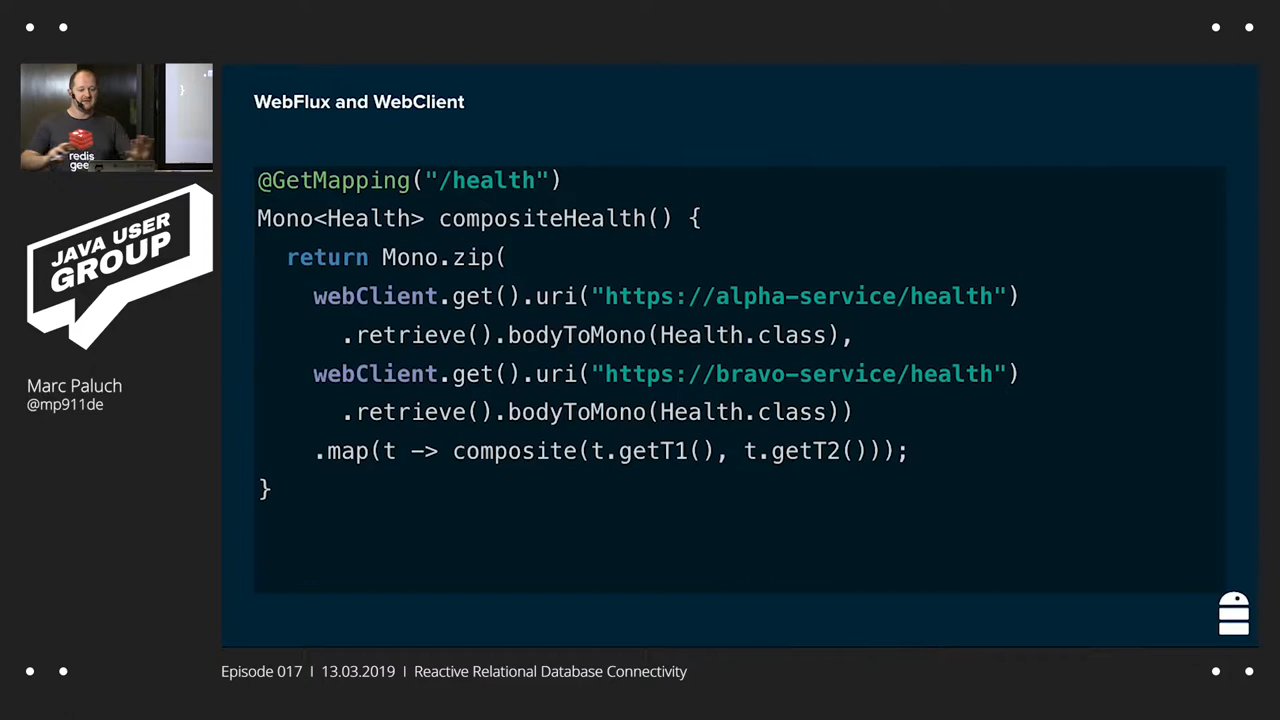 WebFlux and WebClient
redis
gee
JAVA USER
GROUP
Marc Paluch
@mp911de
@GetMapping("/health")
Mono<Health> compositeHealth() {
return Mono.zip(
webClient.get().uri("https://alpha-service/health")
.retrieve().bodyToMono(Health.class),
webClient.get().uri("https://bravo-service/health")
.retrieve().bodyToMono(Health.class))
.map(t -> composite(t.getT1(), t.getT2()));
}
Episode 017 | 13.03.2019 | Reactive Relational Database Connectivity